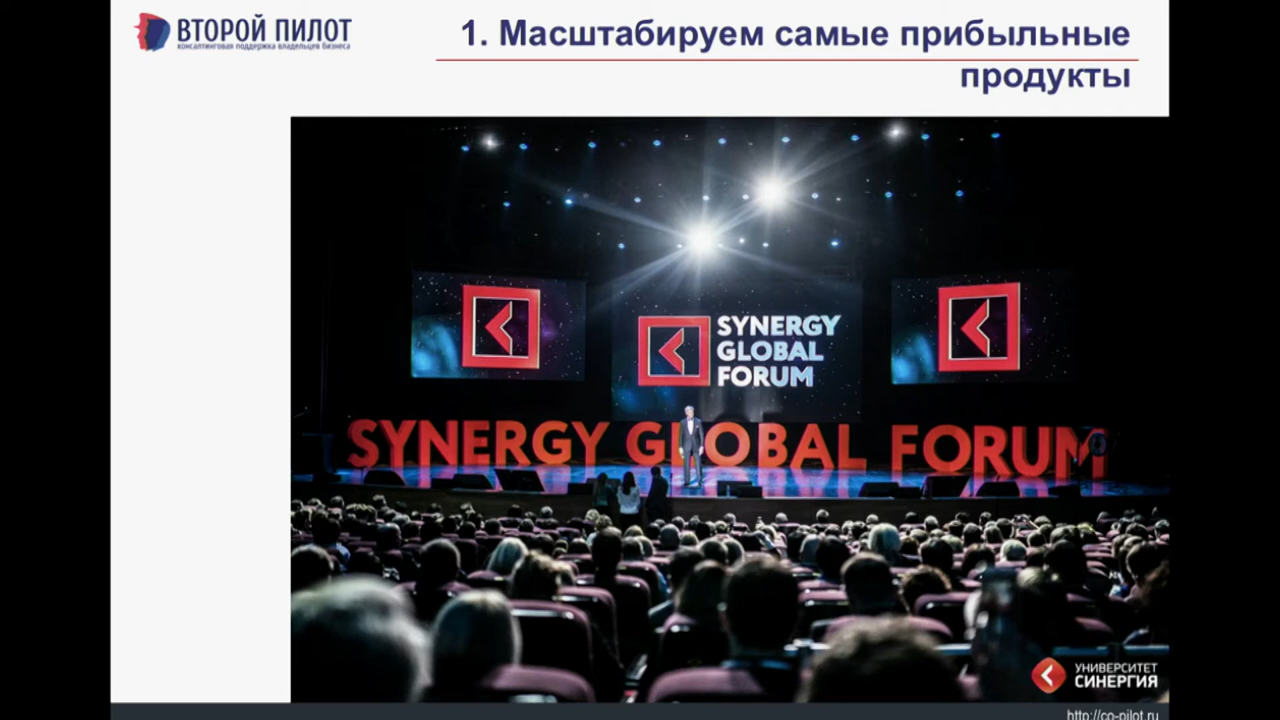 ВТОРОЙ ПИЛОТ
консалтинговая поддержка владельцев бизнеса
1. Масштабируем самые прибыльные
продукты
SYNERGY
GLOBAL
FORUM
SYNERGY GLOBAL FORUM
УНИВЕРСИТЕТ
СИНЕРГИЯ
http://co-pilot.ru